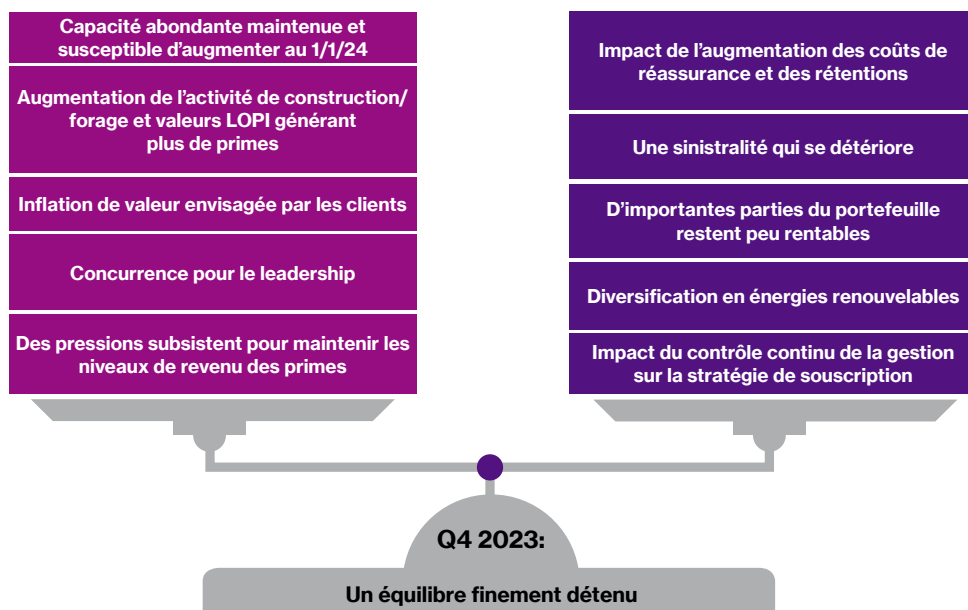 Capacité abondante maintenue et
susceptible d'augmenter au 1/1/24
Augmentation de l'activité de construction/
forage et valeurs LOPI générant
plus de primes
Inflation de valeur envisagée par les clients
Concurrence pour le leadership
Des pressions subsistent pour maintenir les
niveaux de revenu des primes
Impact de l'augmentation des coûts de
réassurance et des rétentions
Une sinistralité qui se détériore
D'importantes parties du portefeuille
restent peu rentables
Diversification en énergies renouvelables
Impact du contrôle continu de la gestion
sur la stratégie de souscription
Q4 2023:
Un équilibre finement détenu